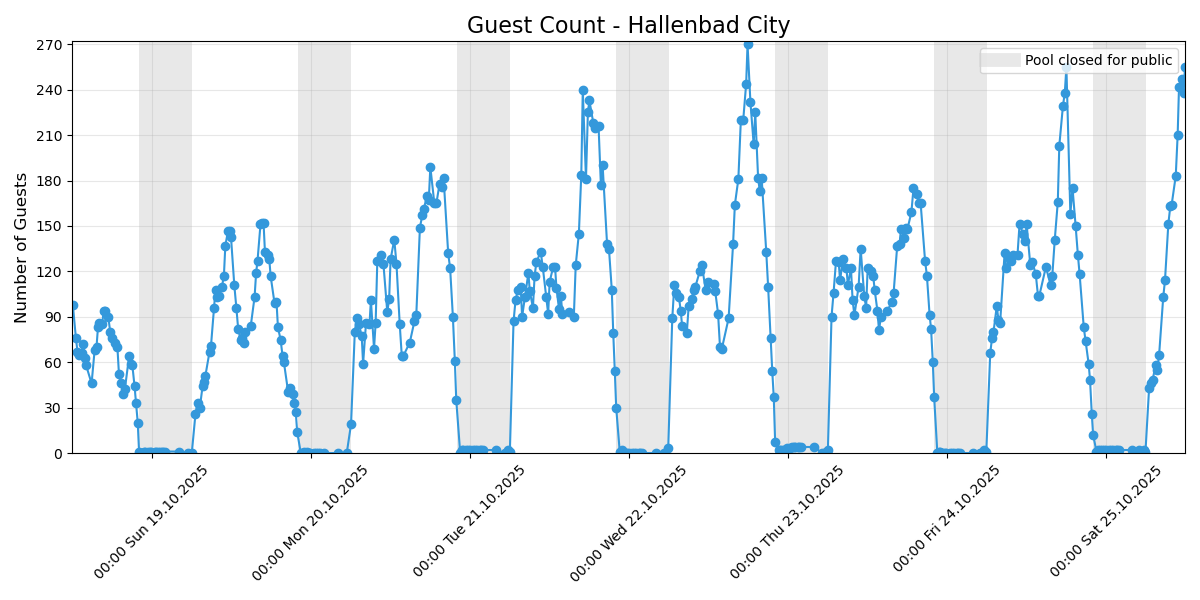 Guest Count - Hallenbad City
Pool closed for public
Number of Guests
270
240
210
180
150
120
90
60
30
0
00:00 Sun 19.10.2025
00:00 Mon 20.10.2025
00:00 Tue 21.10.2025
00:00 Wed 22.10.2025
00:00 Thu 23.10.2025
00:00 Fri 24.10.2025
00:00 Sat 25.10.2025